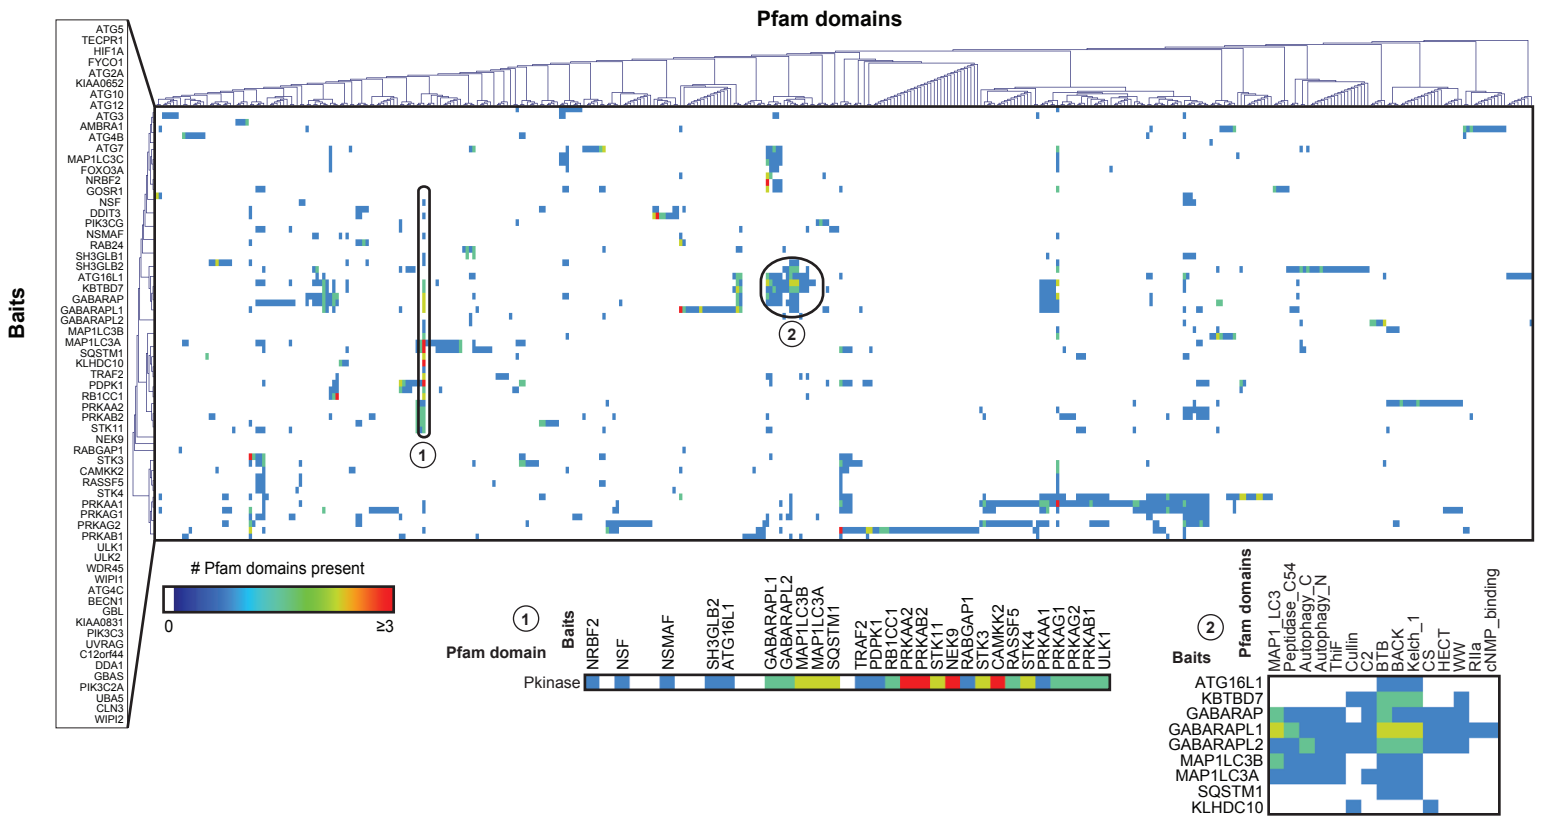 Pfam domains
Baits
ATG5
TECPR1
HIF1A
FYCO1
ATG2A
KIAA0652
ATG10
ATG12
ATG3
AMBRA1
ATG4B
ATG7
MAP1LC3C
FOXO3A
NRBF2
GOSR1
NSF
DDIT3
PIK3CG
NSMAF
RAB24
SH3GLB1
SH3GLB2
ATG16L1
KBTBD7
GABARAP
GABARAPL1
GABARAPL2
MAP1LC3B
MAP1LC3A
SQSTM1
KLHDC10
TRAF2
PDPK1
RB1CC1
PRKAA2
PRKAB2
STK11
NEK9
RABGAP1
STK3
CAMKK2
RASSF5
STK4
PRKAA1
PRKAG1
PRKAG2
PRKAB1
ULK1
ULK2
WDR45
WIPI1
ATG4C
BECN1
GBL
KIAA0831
PIK3C3
UVRAG
C12orf44
DDA1
GBAS
PIK3C2A
UBA5
CLN3
WIPI2
1
2
# Pfam domains present
0
≥3
1
Baits
Pfam domain
NRBF2
NSF
NSMAF
SH3GLB2
ATG16L1
GABARAPL1
GABARAPL2
MAP1LC3B
MAP1LC3A
SQSTM1
TRAF2
PDPK1
RB1CC1
PRKAA2
PRKAB2
STK11
NEK9
RABGAP1
STK3
CAMKK2
RASSF5
STK4
PRKAA1
PRKAG1
PRKAG2
PRKAB1
ULK1
Pkinase
2
Pfam domains
Baits
MAP1_LC3
Peptidase_C54
Autophagy_C
Autophagy_N
ThiF
Cullin
C2
BTB
BACK
Kelch_1
CS
HECT
WW
RIIa
cNMP_binding
ATG16L1
KBTBD7
GABARAP
GABARAPL1
GABARAPL2
MAP1LC3B
MAP1LC3A
SQSTM1
KLHDC10